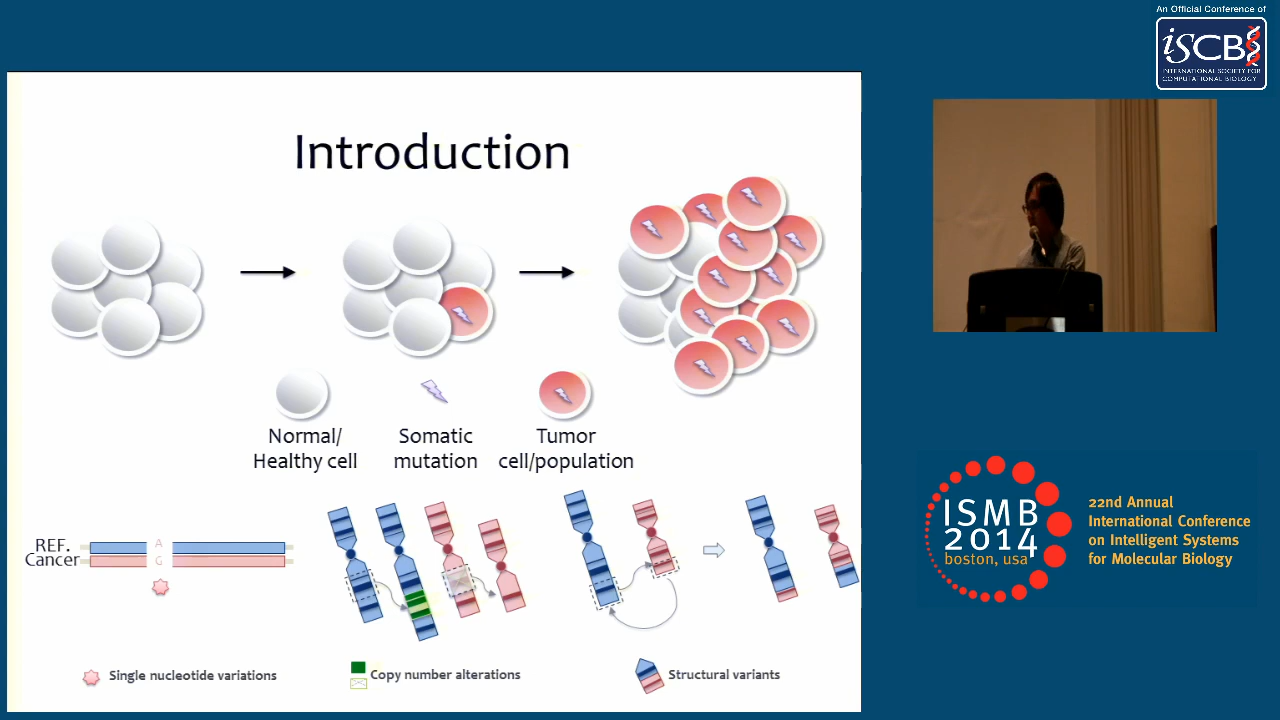 An Official Conference of
iSCB
INTERNATIONAL SOCIETY FOR
COMPUTATIONAL BIOLOGY
Introduction
Normal/
Healthy cell
Somatic
mutation
Tumor
cell/population
REF.
Cancer
A
G
Single nucleotide variations
Copy number alterations
Structural variants
ISMB
2014
boston, usa
22nd Annual
International Conference
on Intelligent Systems
for Molecular Biology